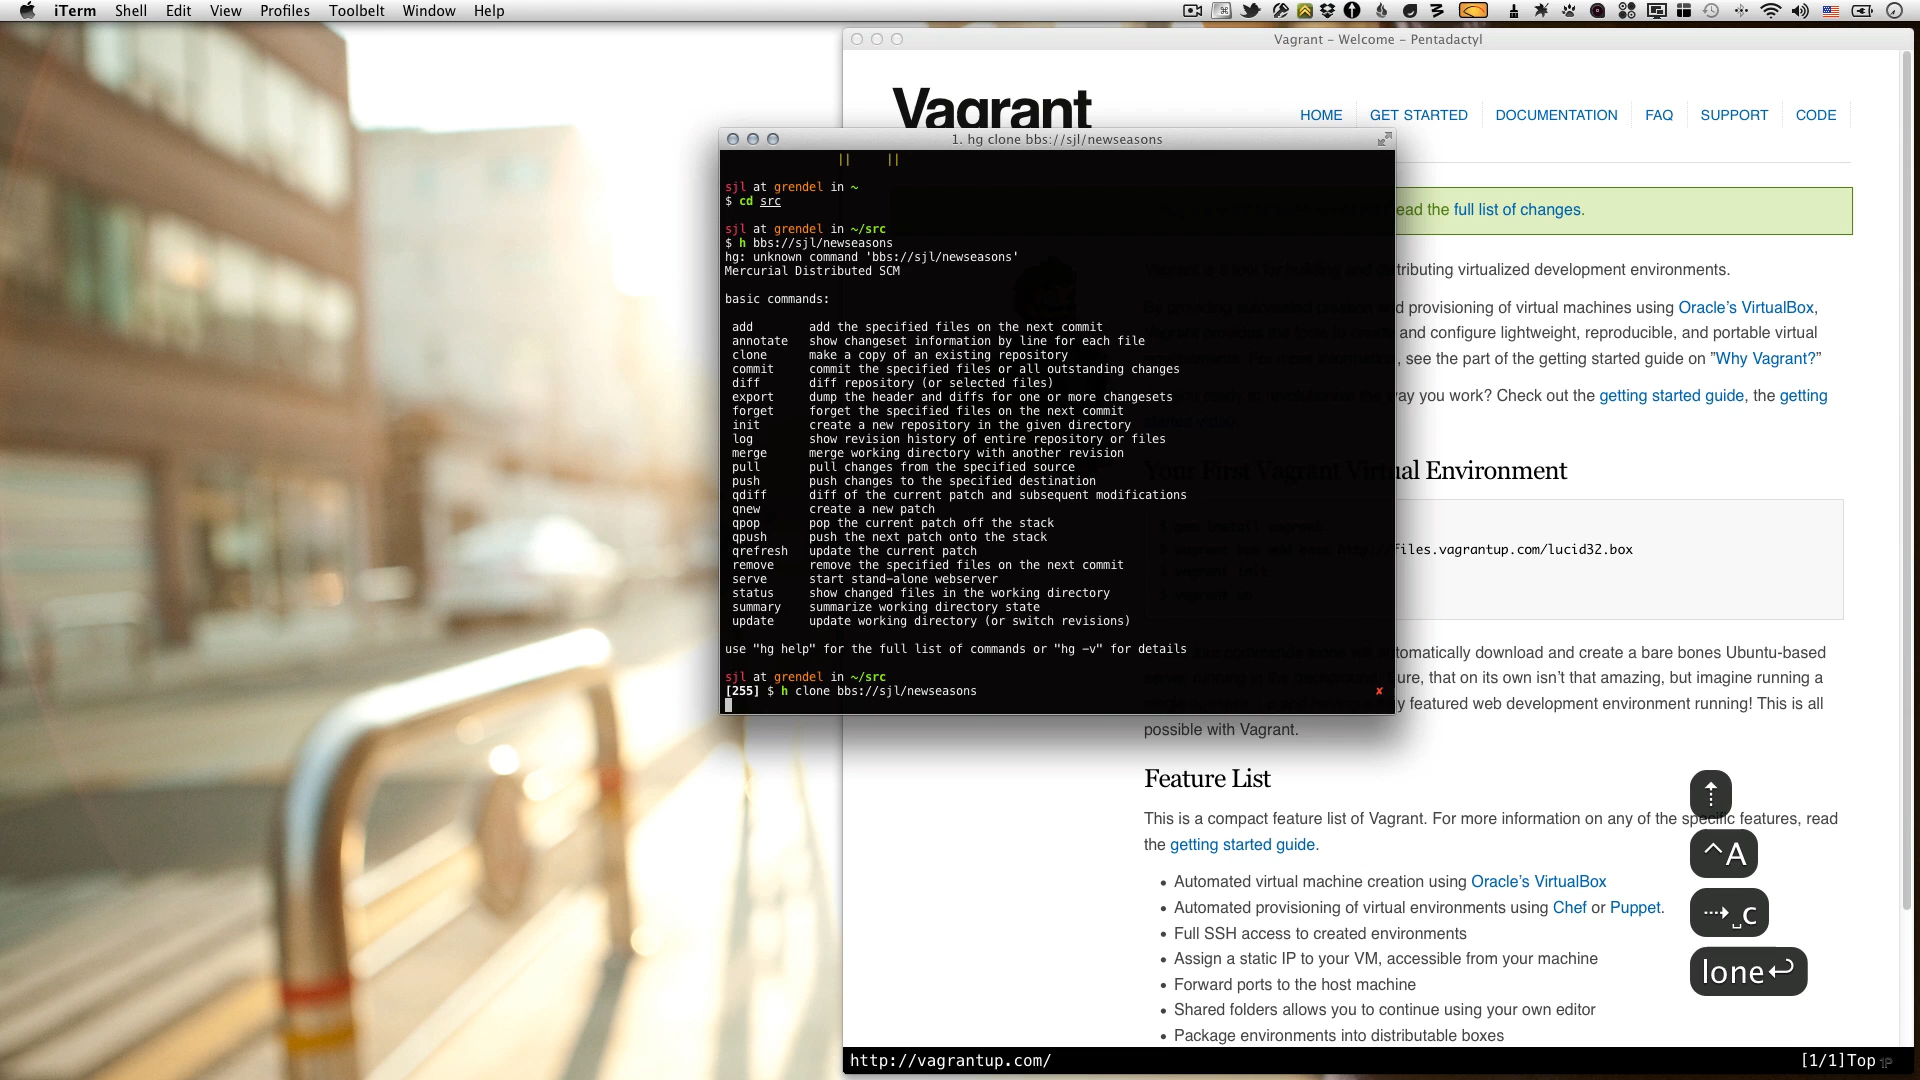 iTerm Shell Edit View Profiles Toolbelt Window Help
Vagrant - Welcome - Pentadactyl
Vagrant
HOME GET STARTED DOCUMENTATION FAQ SUPPORT CODE
1. hg clone bbs://sjl/newseasons
|| ||
sjl at grendel in ~
$ cd src
sjl at grendel in ~/src
$ h bbs://sjl/newseasons
hg: unknown command 'bbs://sjl/newseasons'
Mercurial Distributed SCM
basic commands:
add add the specified files on the next commit
annotate show changeset information by line for each file
clone make a copy of an existing repository
commit commit the specified files or all outstanding changes
diff diff repository (or selected files)
export dump the header and diffs for one or more changesets
forget forget the specified files on the next commit
init create a new repository in the given directory
log show revision history of entire repository or files
merge merge working directory with another revision
pull pull changes from the specified source
push push changes to the specified destination
qdiff diff of the current patch and subsequent modifications
qnew create a new patch
qpop pop the current patch off the stack
qpush push the next patch onto the stack
qrefresh update the current patch
remove remove the specified files on the next commit
serve start stand-alone webserver
status show changed files in the working directory
summary summarize working directory state
update update working directory (or switch revisions)
use "hg help" for the full list of commands or "hg -v" for details
sjl at grendel in ~/src
[255] $ h clone bbs://sjl/newseasons ✘
ead the full list of changes.
tributing virtualized development environments.
d provisioning of virtual machines using Oracle’s VirtualBox,
and configure lightweight, reproducible, and portable virtual
, see the part of the getting started guide on ”Why Vagrant?”
way you work? Check out the getting started guide, the getting
Your First Vagrant Virtual Environment
files.vagrantup.com/lucid32.box
tomatically download and create a bare bones Ubuntu-based
ure, that on its own isn’t that amazing, but imagine running a
y featured web development environment running! This is all
possible with Vagrant.
Feature List
This is a compact feature list of Vagrant. For more information on any of the specific features, read
the getting started guide.
• Automated virtual machine creation using Oracle’s VirtualBox
• Automated provisioning of virtual environments using Chef or Puppet.
• Full SSH access to created environments
• Assign a static IP to your VM, accessible from your machine
• Forward ports to the host machine
• Shared folders allows you to continue using your own editor
• Package environments into distributable boxes
⇡
^A
⇢␣c
lone↩
http://vagrantup.com/ [1/1]Top